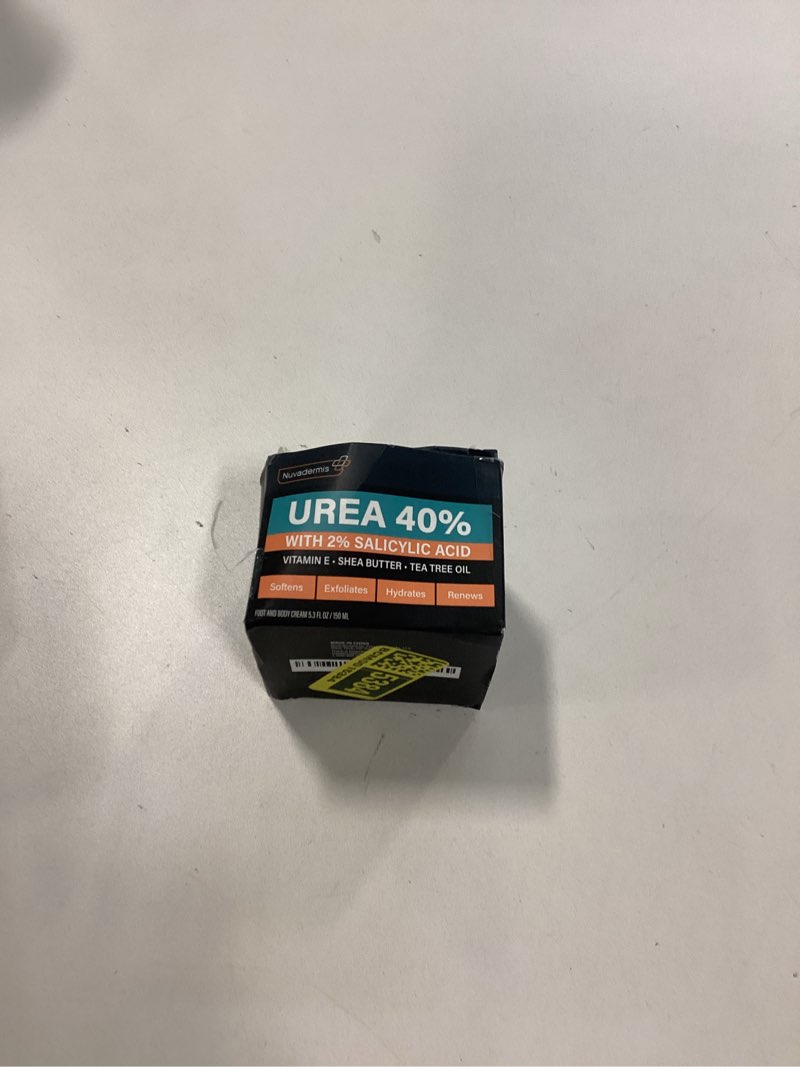 Nuvadermis
UREA 40%
WITH 2% SALICYLIC ACID
VITAMIN E • SHEA BUTTER • TEA TREE OIL
Softens Exfoliates Hydrates Renews
FOOT AND BODY CREAM 5.3 FL OZ / 150 ML
5384